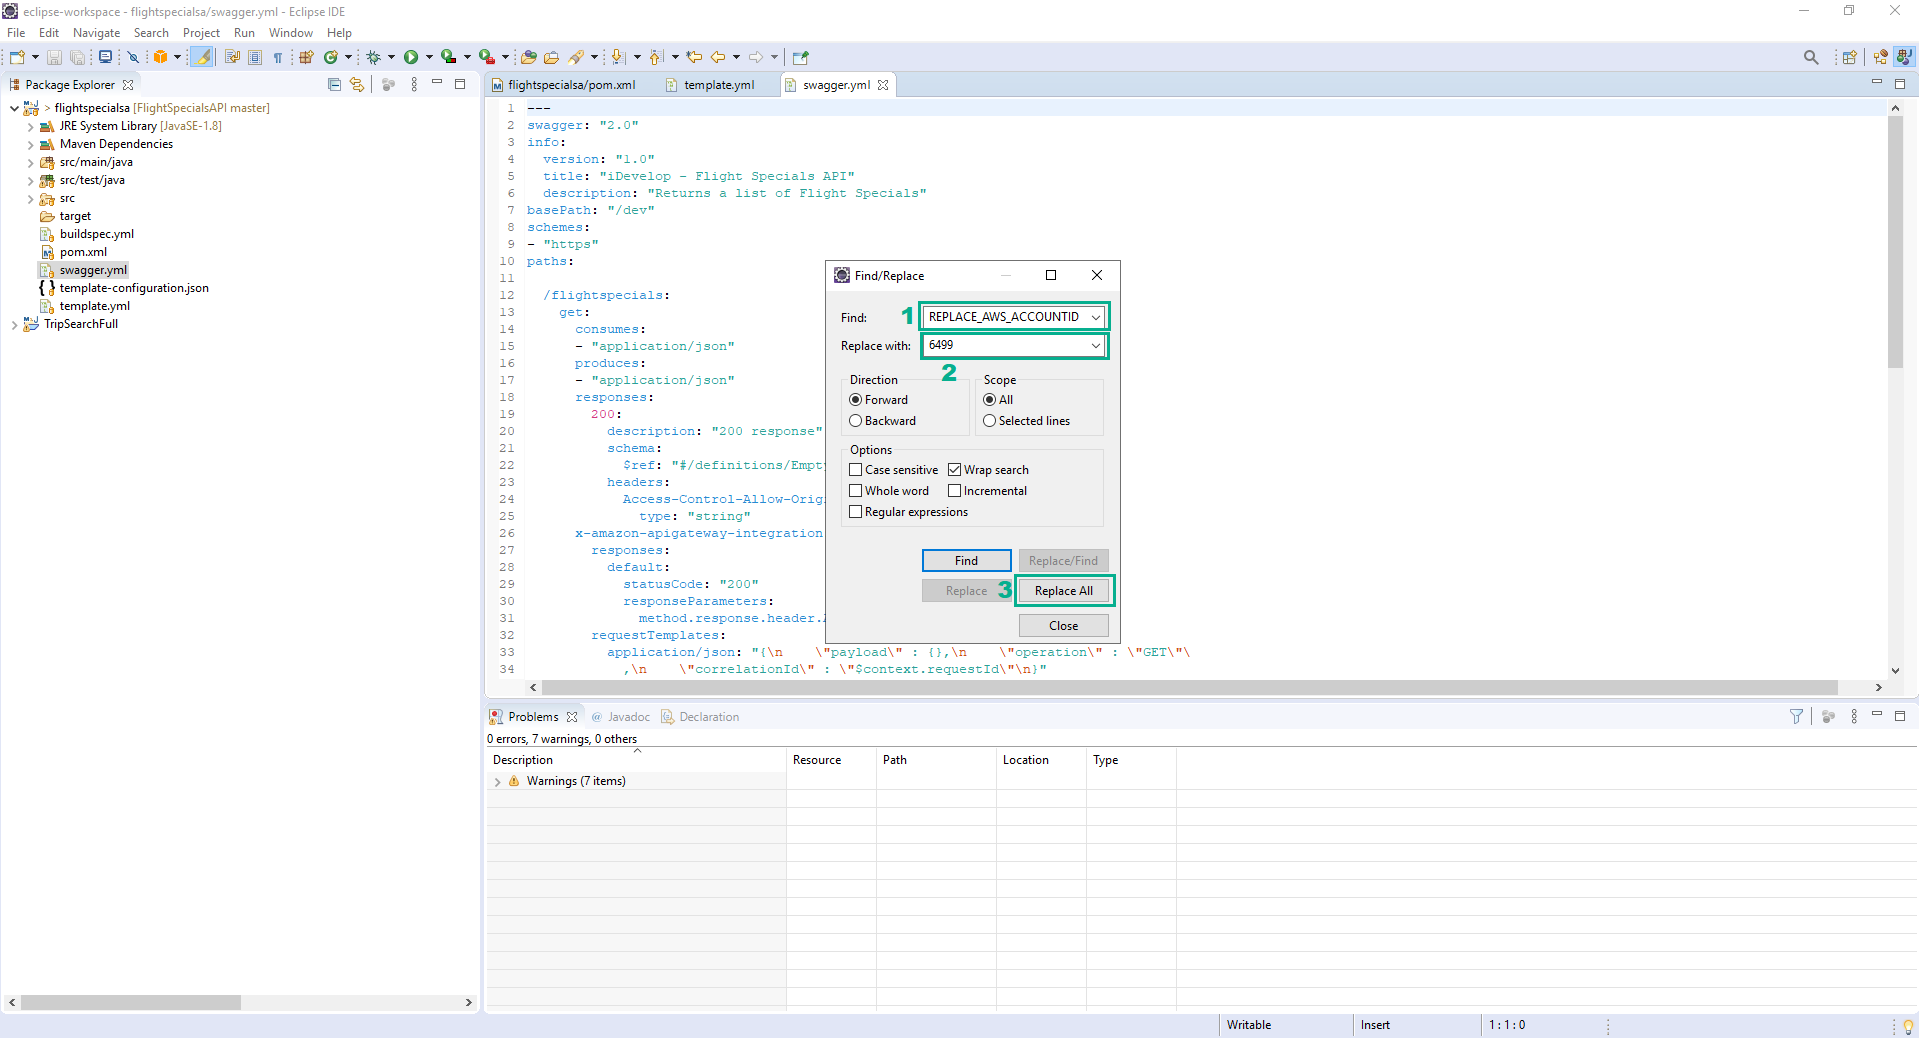 eclipse-workspace - flightspecialsa/swagger.yml - Eclipse IDE
File Edit Navigate Search Project Run Window Help
Package Explorer
flightspecialsa/pom.xml
template.yml
swagger.yml
> flightspecialsa [FlightSpecialsAPI master]
JRE System Library [JavaSE-1.8]
Maven Dependencies
src/main/java
src/test/java
src
target
buildspec.yml
pom.xml
swagger.yml
template-configuration.json
template.yml
TripSearchFull
1 ---
2 swagger: "2.0"
3 info:
4 version: "1.0"
5 title: "iDevelop - Flight Specials API"
6 description: "Returns a list of Flight Specials"
7 basePath: "/dev"
8 schemes:
9 - "https"
10 paths:
11
12 /flightspecials:
13 get:
14 consumes:
15 - "application/json"
16 produces:
17 - "application/json"
18 responses:
19 200:
20 description: "200 response"
21 schema:
22 $ref: "#/definitions/Empty
23 headers:
24 Access-Control-Allow-Orig
25 type: "string"
26 x-amazon-apigateway-integration
27 responses:
28 default:
29 statusCode: "200"
30 responseParameters:
31 method.response.header.
32 requestTemplates:
33 application/json: "{\n    \"payload\" : {},\n    \"operation\" : \"GET\"\
34 ,\n    \"correlationId\" : \"$context.requestId\"\n}"
Find/Replace
Find: 1 REPLACE_AWS_ACCOUNTID
Replace with: 6499
2
Direction
Forward
Backward
Scope
All
Selected lines
Options
Case sensitive
Wrap search
Whole word
Incremental
Regular expressions
Find
Replace/Find
Replace
3
Replace All
Close
Problems
@ Javadoc
Declaration
0 errors, 7 warnings, 0 others
Description Resource Path Location Type
Warnings (7 items)
Writable Insert 1 : 1 : 0